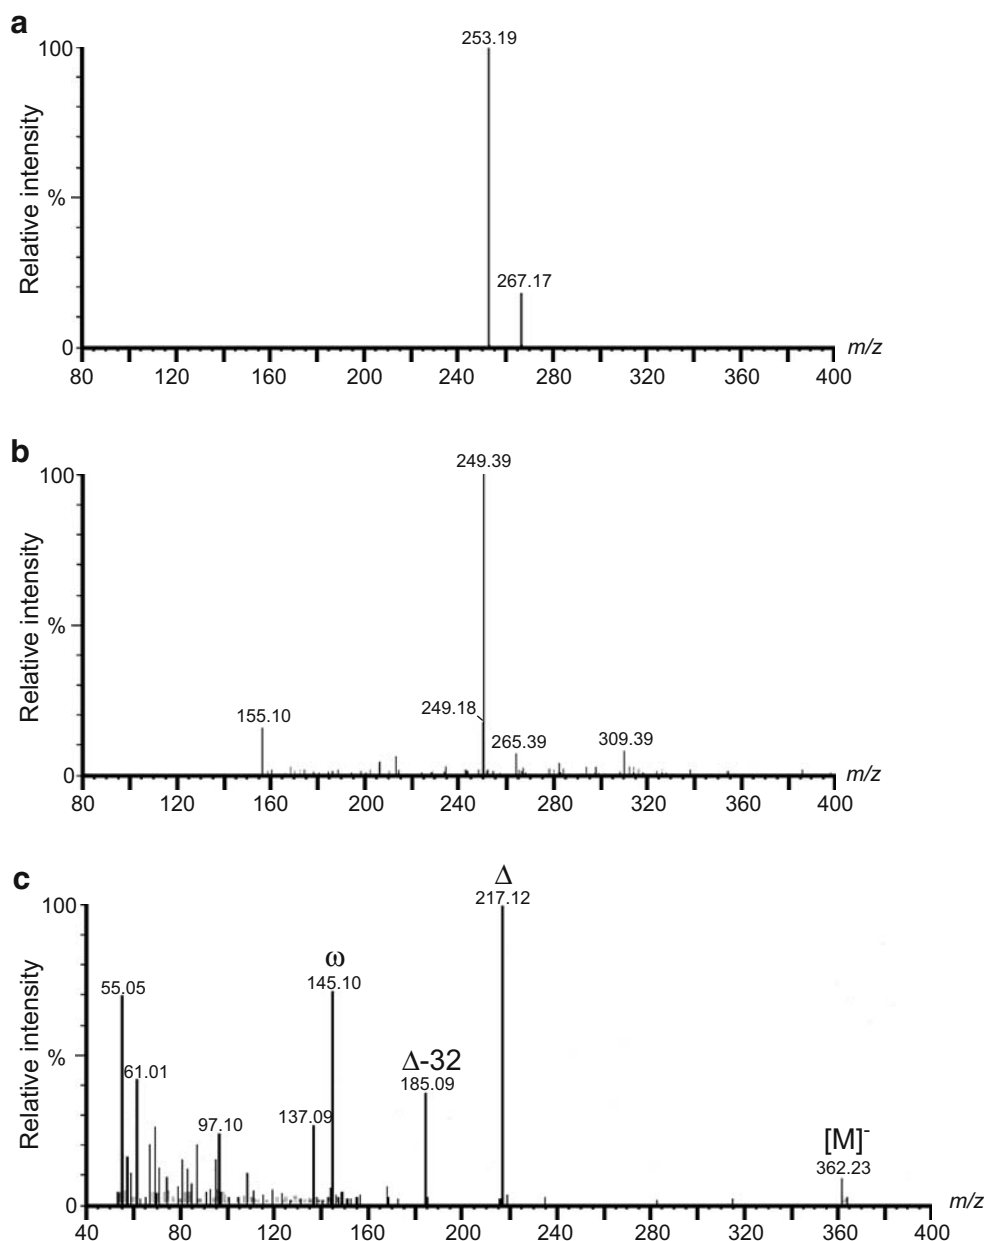 a
253.19
100
267.17
%
0
80 120 160 200 240 280 320 360 400
m/z
Relative intensity
b
249.39
100
249.18
155.10
265.39
309.39
%
0
80 120 160 200 240 280 320 360 400
m/z
Relative intensity
c
Δ
217.12
100
ω
145.10
55.05
Δ-32
185.09
61.01
137.09
97.10
[M]-
362.23
%
0
40 80 120 160 200 240 280 320 360 400
m/z
Relative intensity